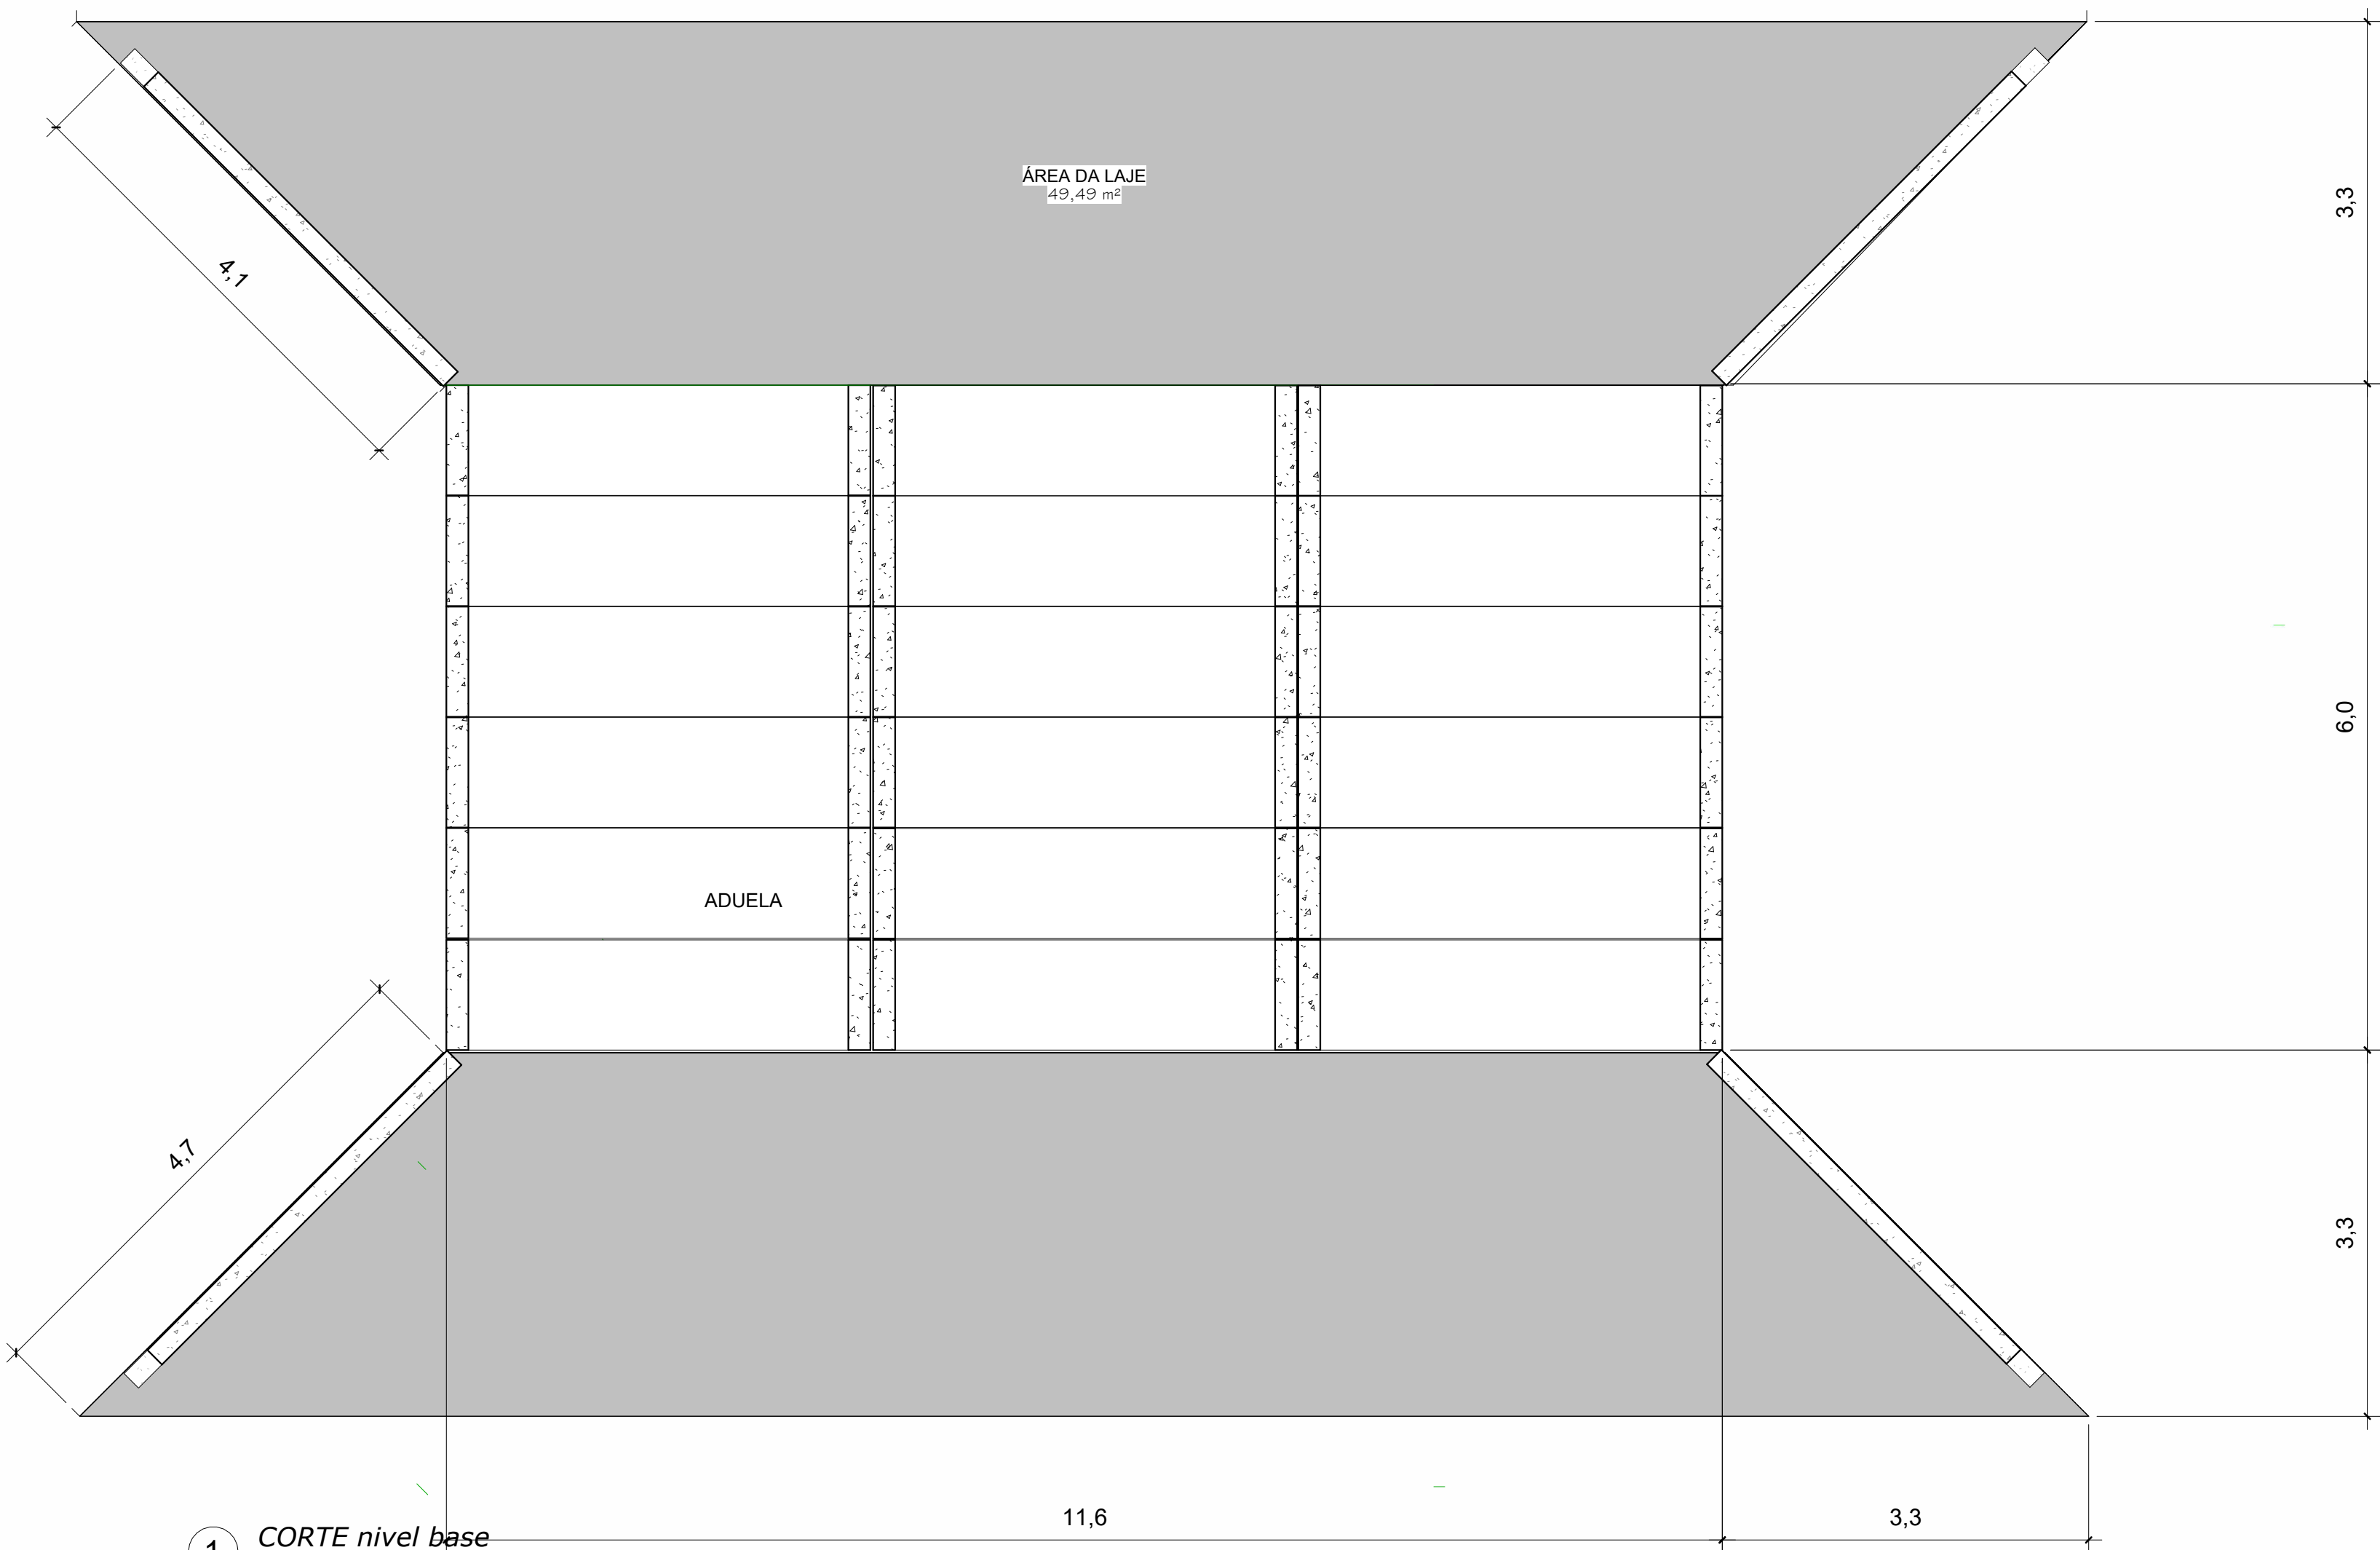 ÁREA DA LAJE
49,49 m²
3,3
4,1
6,0
ADUELA
4,7
3,3
11,6
3,3
1
CORTE nivel base